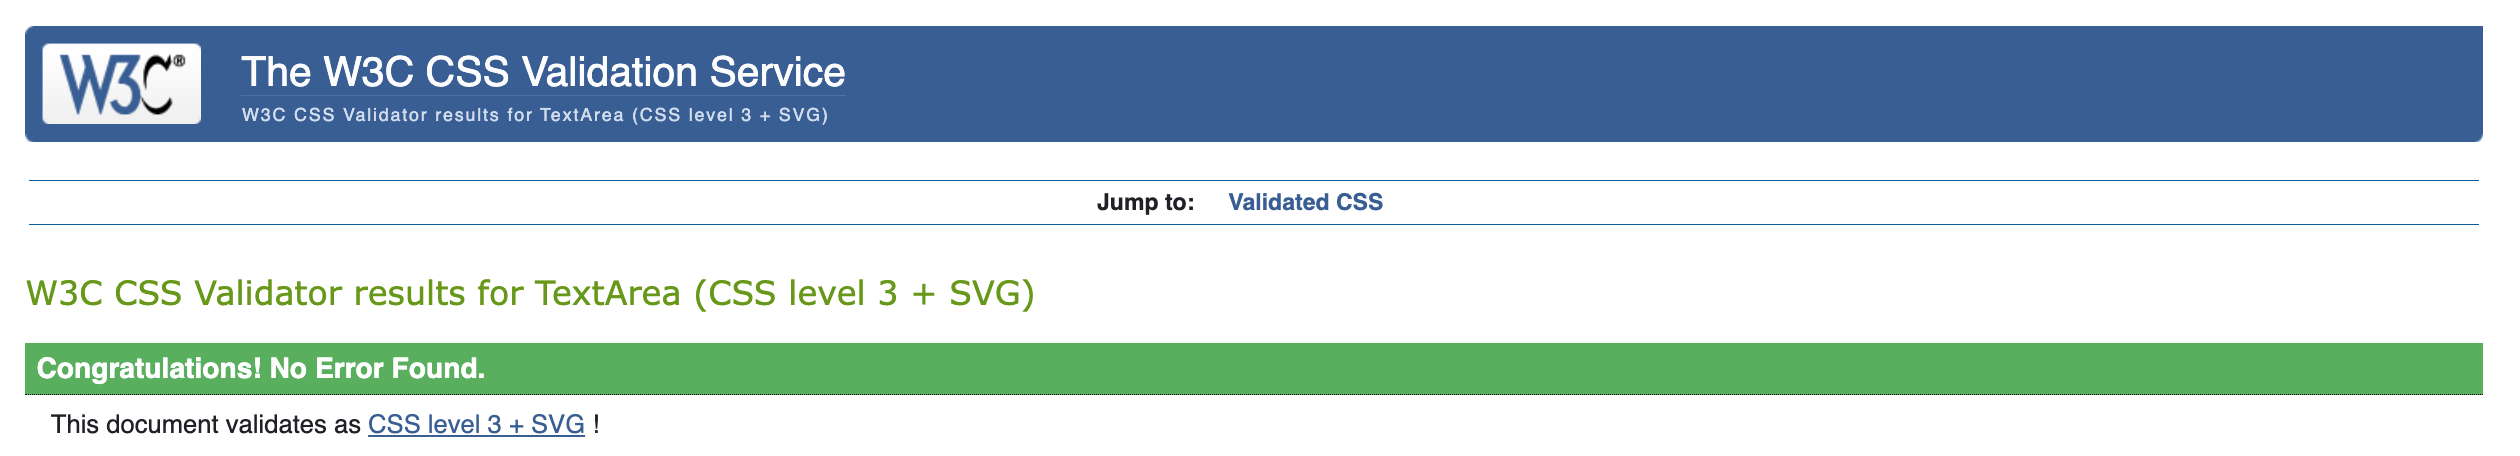 W3C®
The W3C CSS Validation Service
W3C CSS Validator results for TextArea (CSS level 3 + SVG)
Jump to: Validated CSS
W3C CSS Validator results for TextArea (CSS level 3 + SVG)
Congratulations! No Error Found.
This document validates as CSS level 3 + SVG !